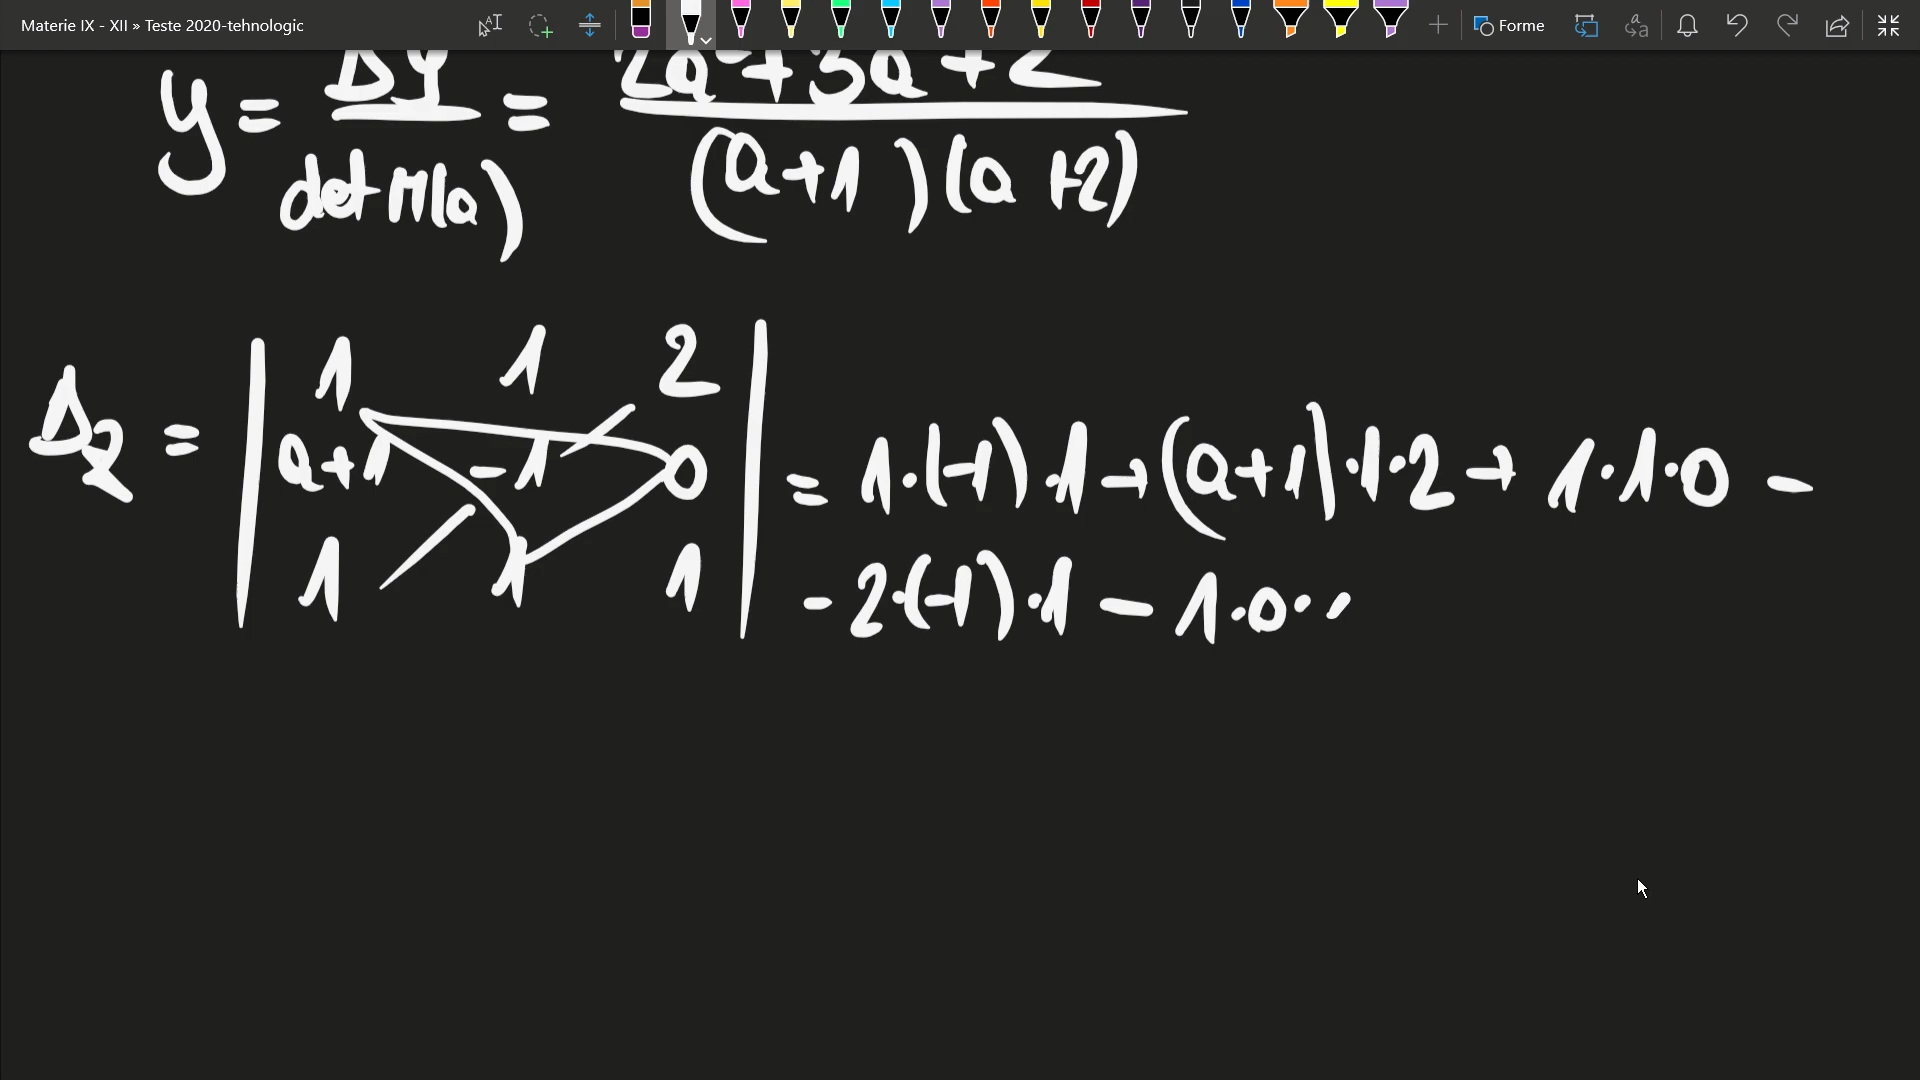 Materie IX - XII » Teste 2020-tehnologic
Forme
y = Δy / det M(a) = 2a²+3a+2 / (a+1)(a+2)
Δz = | 1 1 2 |
| a+1 -1 0 | = 1·(-1)·1+(a+1)·1·2+1·1·0 -
| 1 1 1 | - 2·(-1)·1 - 1·0·